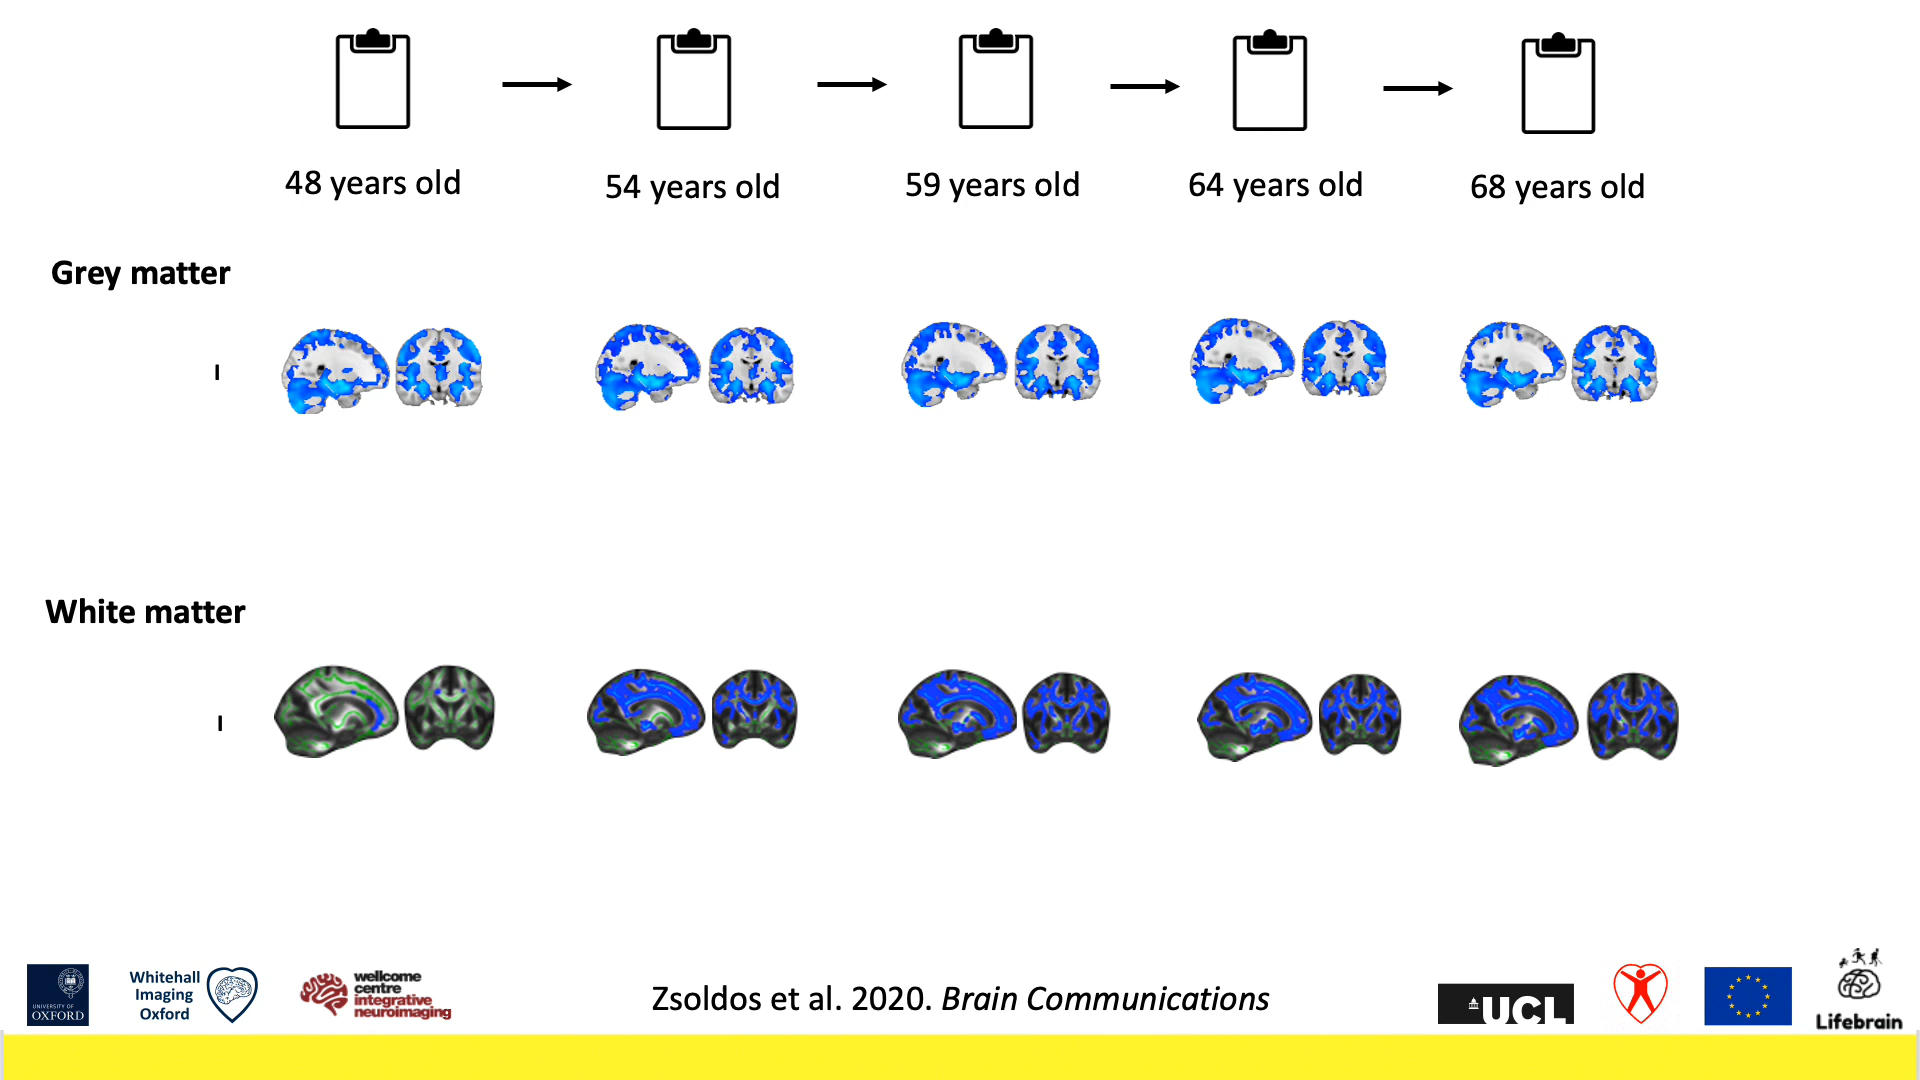 48 years old
54 years old
59 years old
64 years old
68 years old
Grey matter
I
White matter
I
UNIVERSITY OF
OXFORD
Whitehall
Imaging
Oxford
wellcome
centre
integrative
neuroimaging
Zsoldos et al. 2020. Brain Communications
UCL
Lifebrain